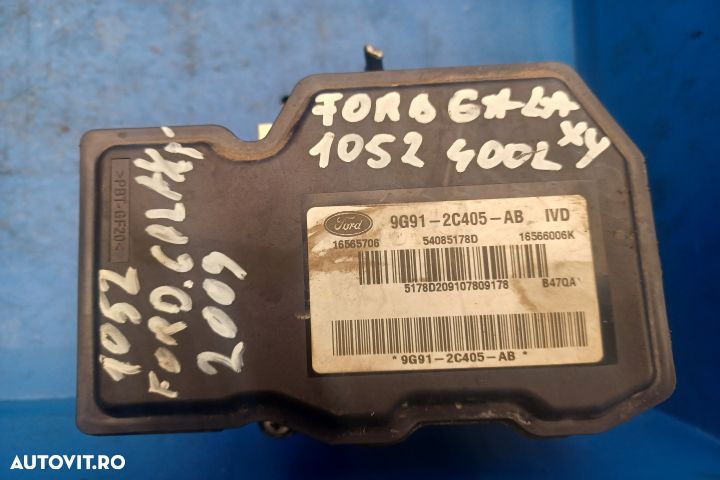 FORD GALA
XY
1052 400L
>PBT-GF20<
1052
FORD.GALAXY
2009
Ford
9G91-2C405-AB IVD
16565706 54085178D 16566006K
5178D209107809178 B47QA
* 9G91-2C405-AB *
AUTOVIT.RO